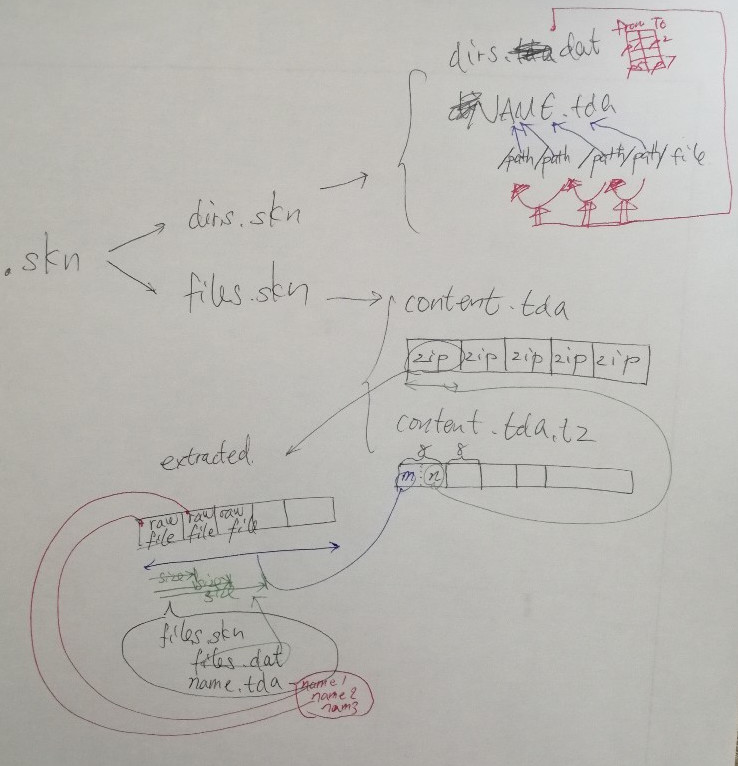 dirs.dat
From To
NAME.tda
/path/path /path/path/file
dirs.skn
.skn
files.skn
content.tda
zip zip zip zip zip
content.tda.tz
8 8
m n
extracted.
raw file raw file raw file
size
size
size
files.skn
files.dat
name.tda
name1
name2
nam3